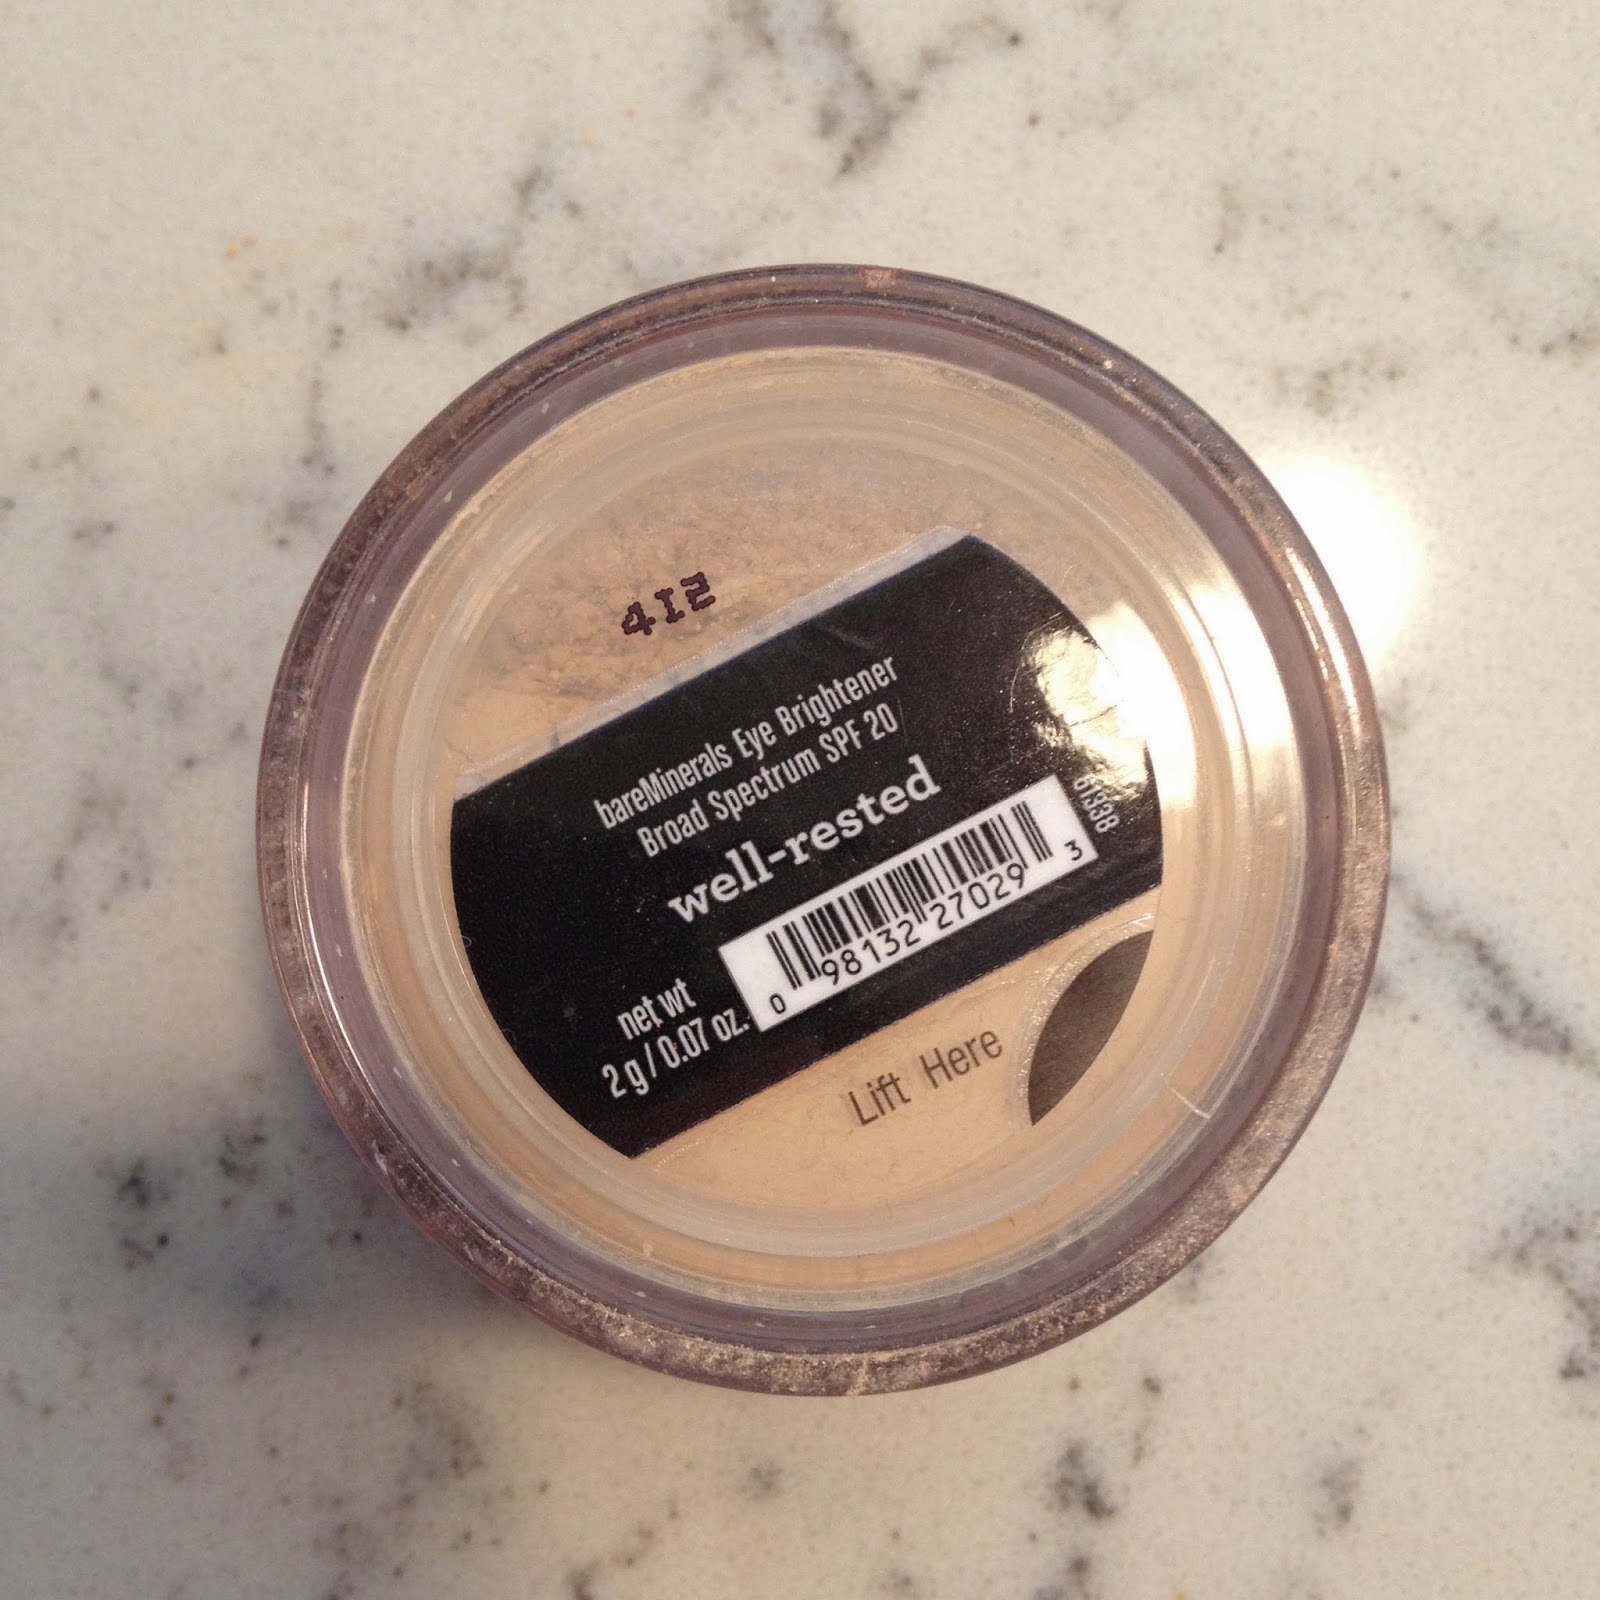 412
bareMinerals Eye Brightener
Broad Spectrum SPF 20
well-rested
61338
0 98132 27029 3
net wt
2 g / 0.07 oz.
Lift Here